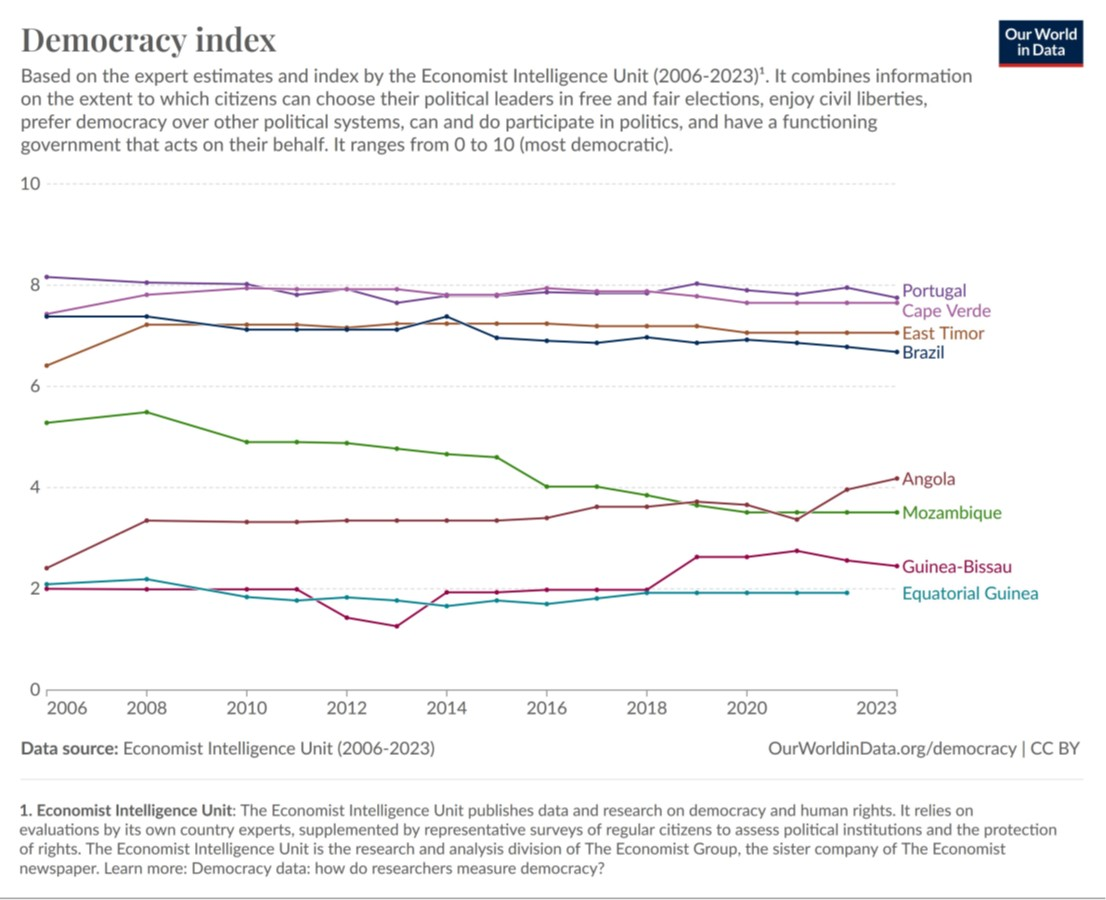 Democracy index
Our World
in Data
Based on the expert estimates and index by the Economist Intelligence Unit (2006-2023)¹. It combines information
on the extent to which citizens can choose their political leaders in free and fair elections, enjoy civil liberties,
prefer democracy over other political systems, can and do participate in politics, and have a functioning
government that acts on their behalf. It ranges from 0 to 10 (most democratic).
10
8
Portugal
Cape Verde
East Timor
Brazil
6
4
Angola
Mozambique
Guinea-Bissau
2
Equatorial Guinea
0
2006 2008 2010 2012 2014 2016 2018 2020 2023
Data source: Economist Intelligence Unit (2006-2023)
OurWorldinData.org/democracy | CC BY
1. Economist Intelligence Unit: The Economist Intelligence Unit publishes data and research on democracy and human rights. It relies on
evaluations by its own country experts, supplemented by representative surveys of regular citizens to assess political institutions and the protection
of rights. The Economist Intelligence Unit is the research and analysis division of The Economist Group, the sister company of The Economist
newspaper. Learn more: Democracy data: how do researchers measure democracy?